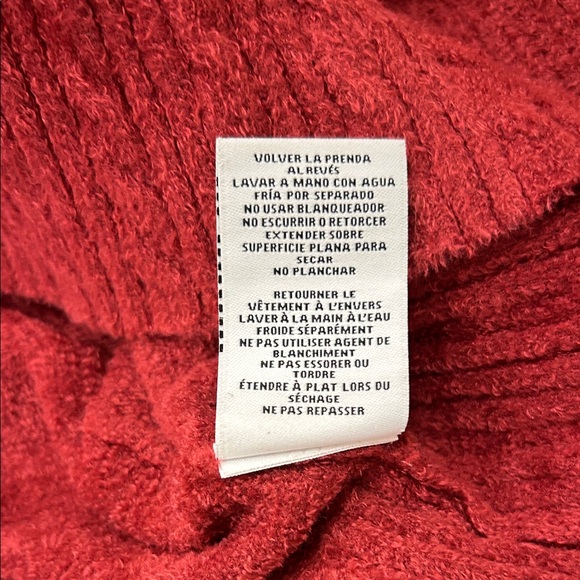 VOLVER LA PRENDA
AL REVÉS
LAVAR A MANO CON AGUA
FRÍA POR SEPARADO
NO USAR BLANQUEADOR
NO ESCURRIR O RETORCER
EXTENDER SOBRE
SUPERFICIE PLANA PARA
SECAR
NO PLANCHAR
RETOURNER LE
VÊTEMENT À L'ENVERS
LAVER À LA MAIN À L'EAU
FROIDE SÉPARÉMENT
NE PAS UTILISER AGENT DE
BLANCHIMENT
NE PAS ESSORER OU
TORDRE
ÉTENDRE À PLAT LORS DU
SÉCHAGE
NE PAS REPASSER